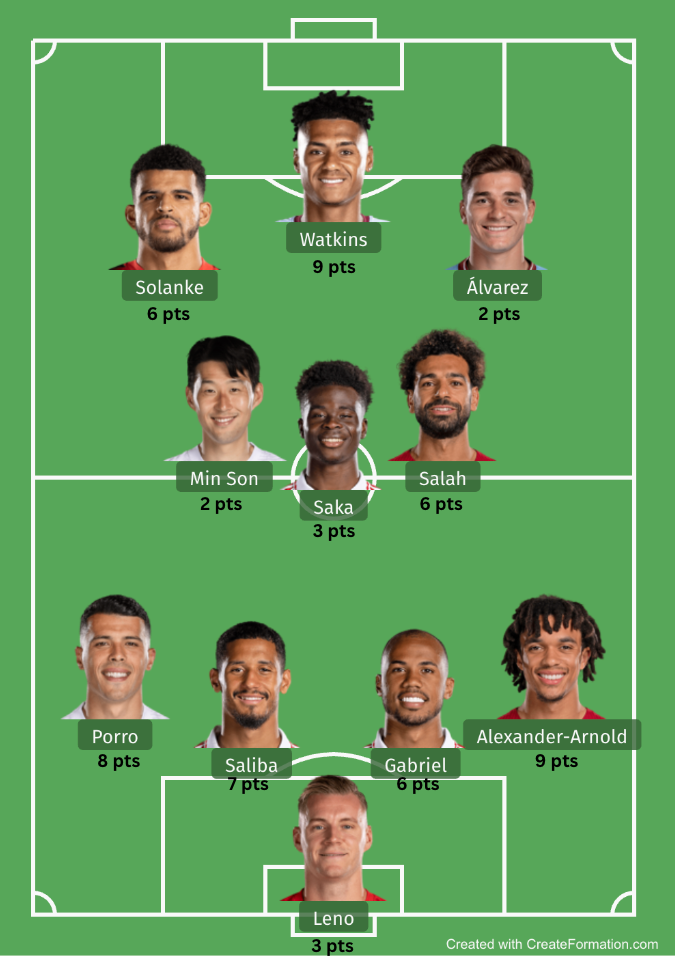 Watkins
9 pts
Solanke
6 pts
Álvarez
2 pts
Min Son
2 pts
Saka
3 pts
Salah
6 pts
Porro
8 pts
Saliba
7 pts
Gabriel
6 pts
Alexander-Arnold
9 pts
Leno
3 pts
Created with CreateFormation.com